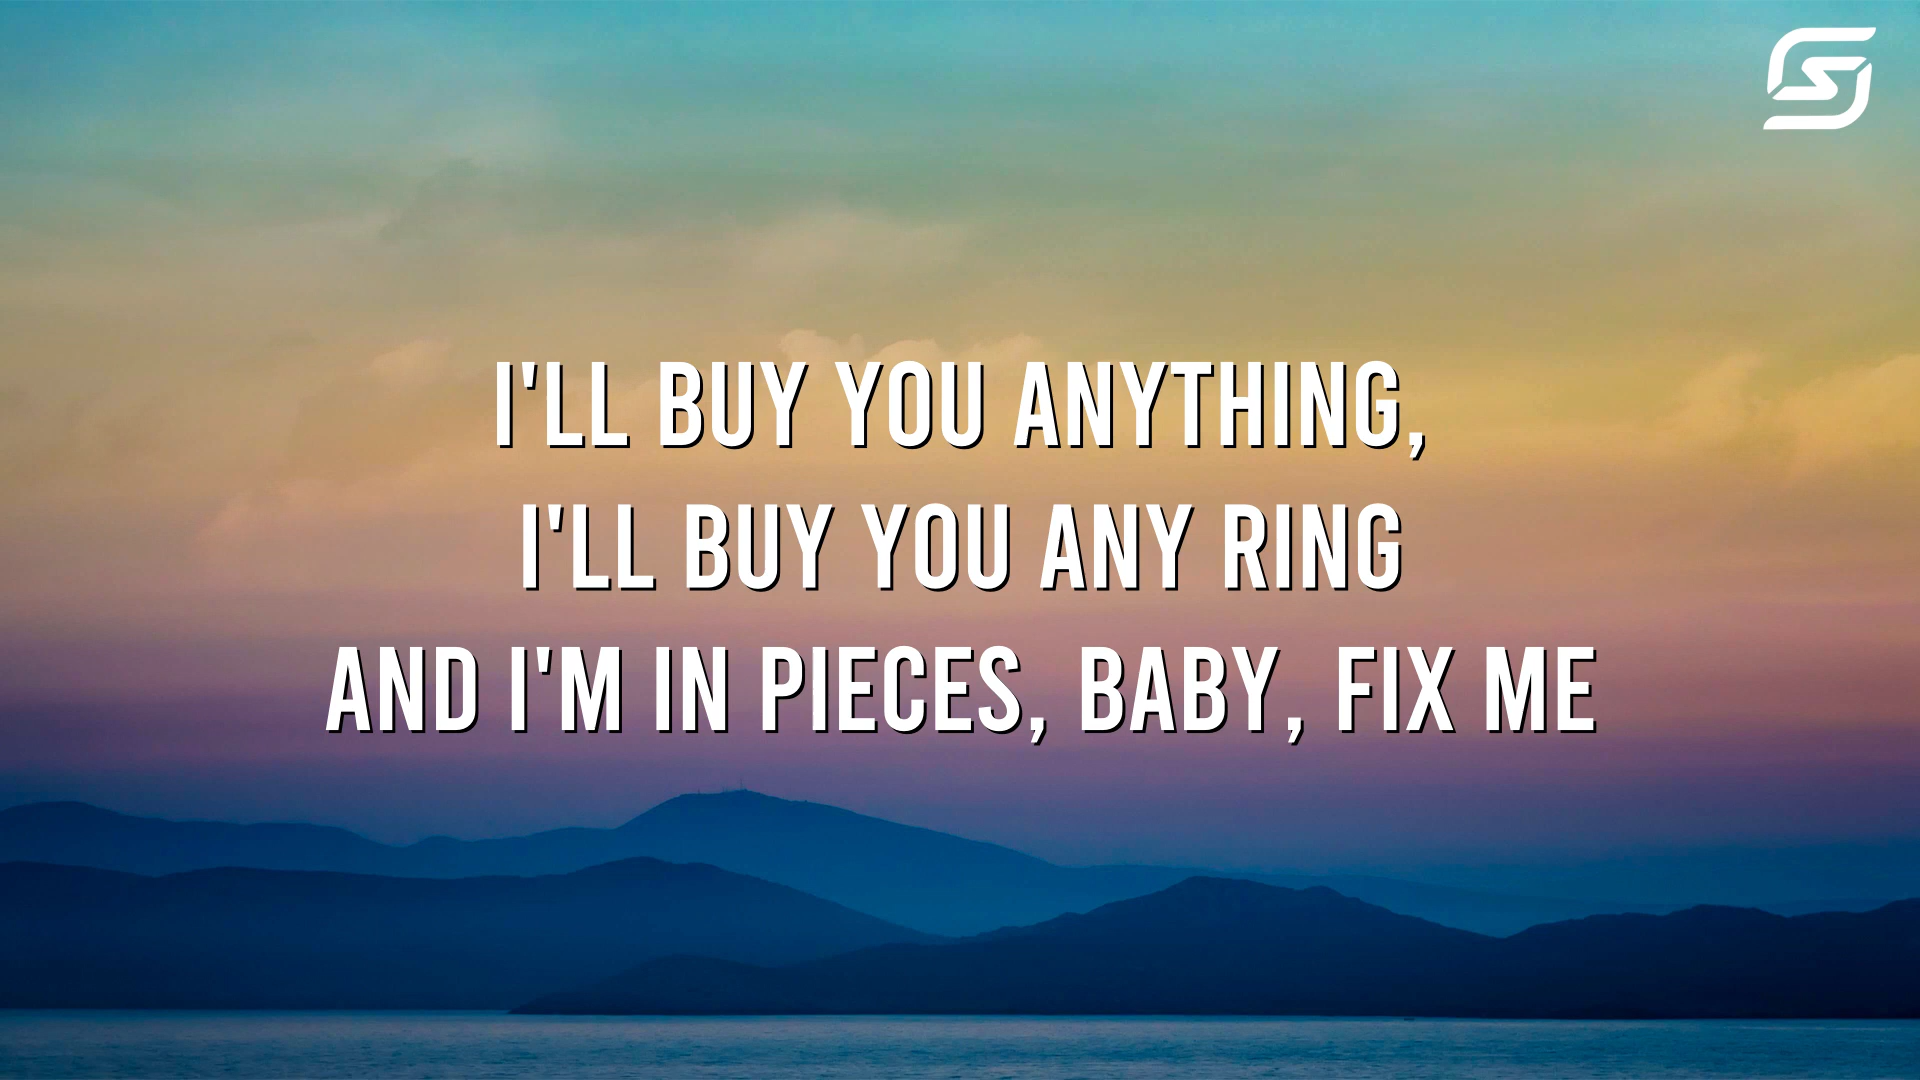 I'LL BUY YOU ANYTHING,
I'LL BUY YOU ANY RING
AND I'M IN PIECES, BABY, FIX ME